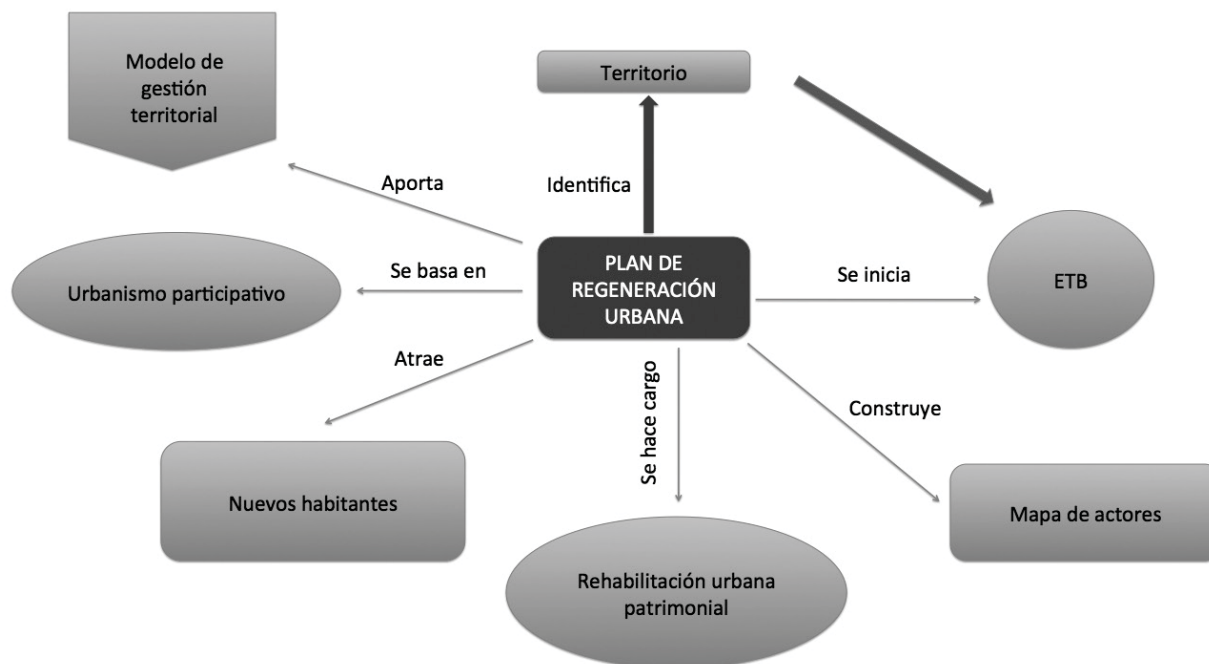 Modelo de
gestión
territorial
Territorio
Aporta
Identifica
Urbanismo participativo
Se basa en
PLAN DE
REGENERACIÓN
URBANA
Se inicia
ETB
Atrae
Se hace cargo
Construye
Nuevos habitantes
Mapa de actores
Rehabilitación urbana
patrimonial